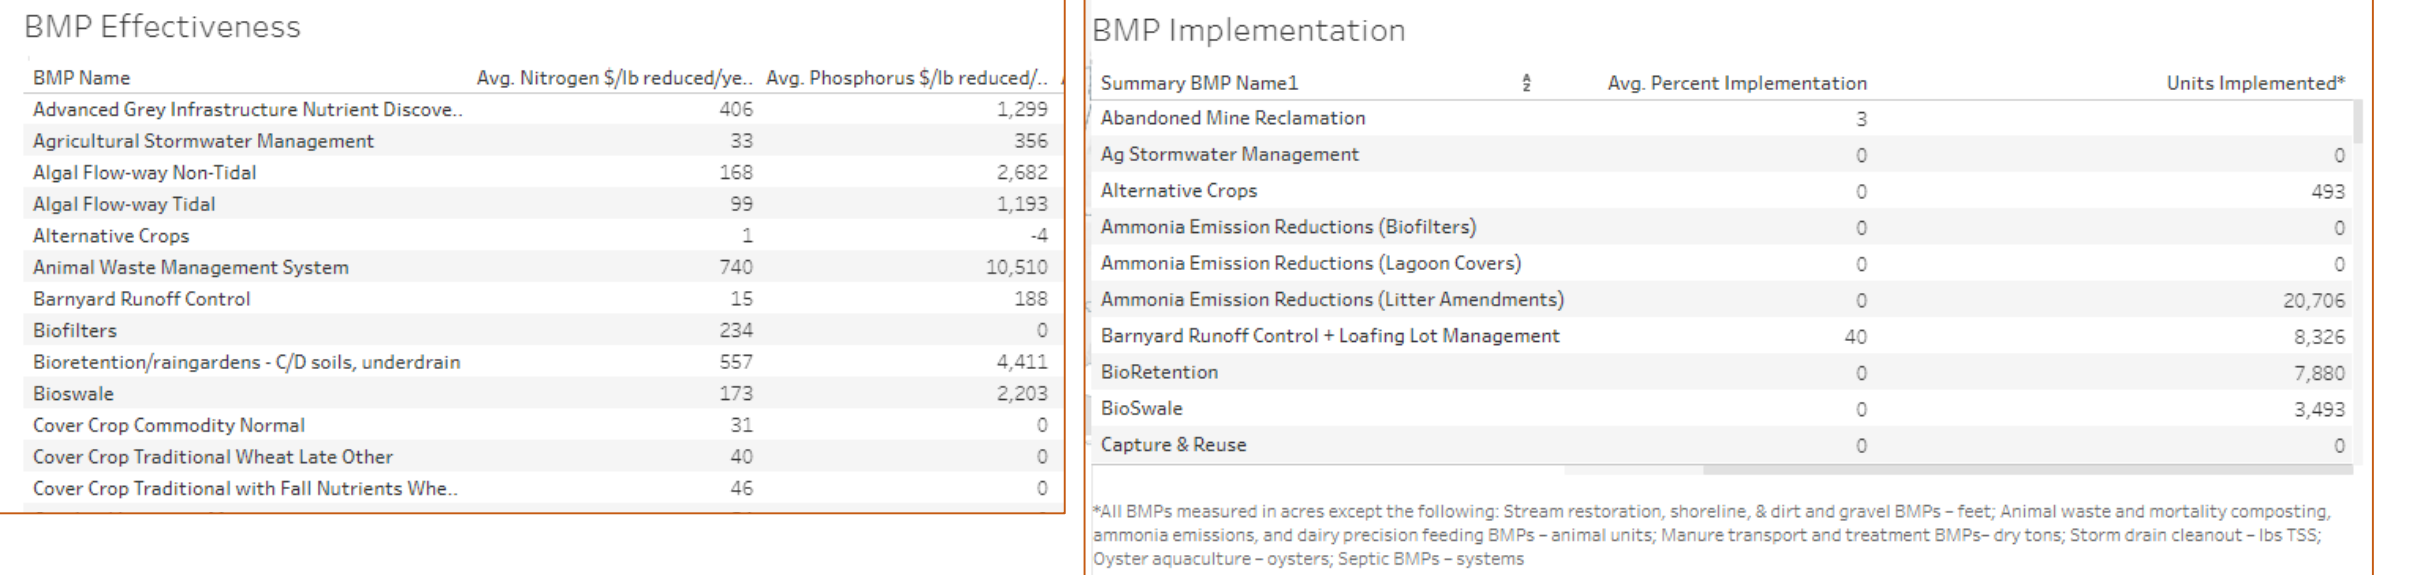 BMP Effectiveness
BMP Name Avg. Nitrogen $/lb reduced/ye.. Avg. Phosphorus $/lb reduced/..
Advanced Grey Infrastructure Nutrient Discove.. 406 1,299
Agricultural Stormwater Management 33 356
Algal Flow-way Non-Tidal 168 2,682
Algal Flow-way Tidal 99 1,193
Alternative Crops 1 -4
Animal Waste Management System 740 10,510
Barnyard Runoff Control 15 188
Biofilters 234 0
Bioretention/raingardens - C/D soils, underdrain 557 4,411
Bioswale 173 2,203
Cover Crop Commodity Normal 31 0
Cover Crop Traditional Wheat Late Other 40 0
Cover Crop Traditional with Fall Nutrients Whe.. 46 0
BMP Implementation
Summary BMP Name1 Avg. Percent Implementation Units Implemented*
Abandoned Mine Reclamation 3
Ag Stormwater Management 0 0
Alternative Crops 0 493
Ammonia Emission Reductions (Biofilters) 0 0
Ammonia Emission Reductions (Lagoon Covers) 0 0
Ammonia Emission Reductions (Litter Amendments) 0 20,706
Barnyard Runoff Control + Loafing Lot Management 40 8,326
BioRetention 0 7,880
BioSwale 0 3,493
Capture & Reuse 0 0
*All BMPs measured in acres except the following: Stream restoration, shoreline, & dirt and gravel BMPs – feet; Animal waste and mortality composting,
ammonia emissions, and dairy precision feeding BMPs – animal units; Manure transport and treatment BMPs– dry tons; Storm drain cleanout – lbs TSS;
Oyster aquaculture – oysters; Septic BMPs – systems